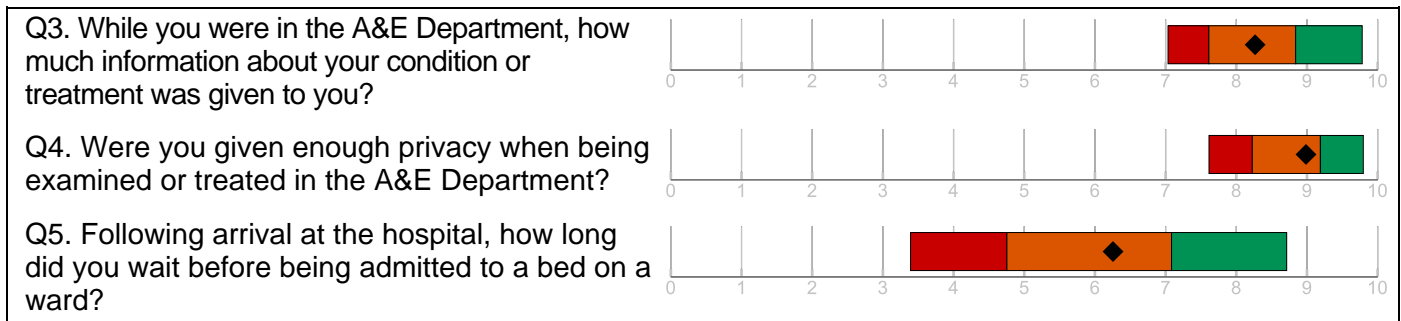 Q3. While you were in the A&E Department, how
much information about your condition or
treatment was given to you?
0 1 2 3 4 5 6 7 8 9 10
Q4. Were you given enough privacy when being
examined or treated in the A&E Department?
0 1 2 3 4 5 6 7 8 9 10
Q5. Following arrival at the hospital, how long
did you wait before being admitted to a bed on a
ward?
0 1 2 3 4 5 6 7 8 9 10